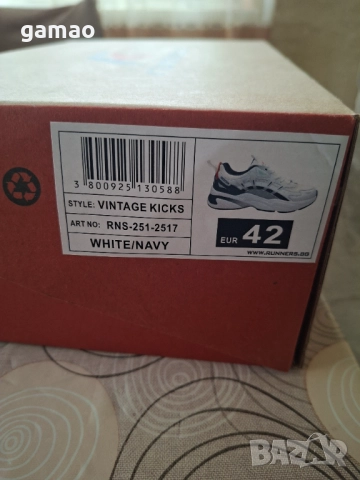 gamao
3 800925 130588
STYLE: VINTAGE KICKS
ART NO: RNS-251-2517
WHITE/NAVY
EUR 42
WWW.RUNNERS.BG
BAZAR